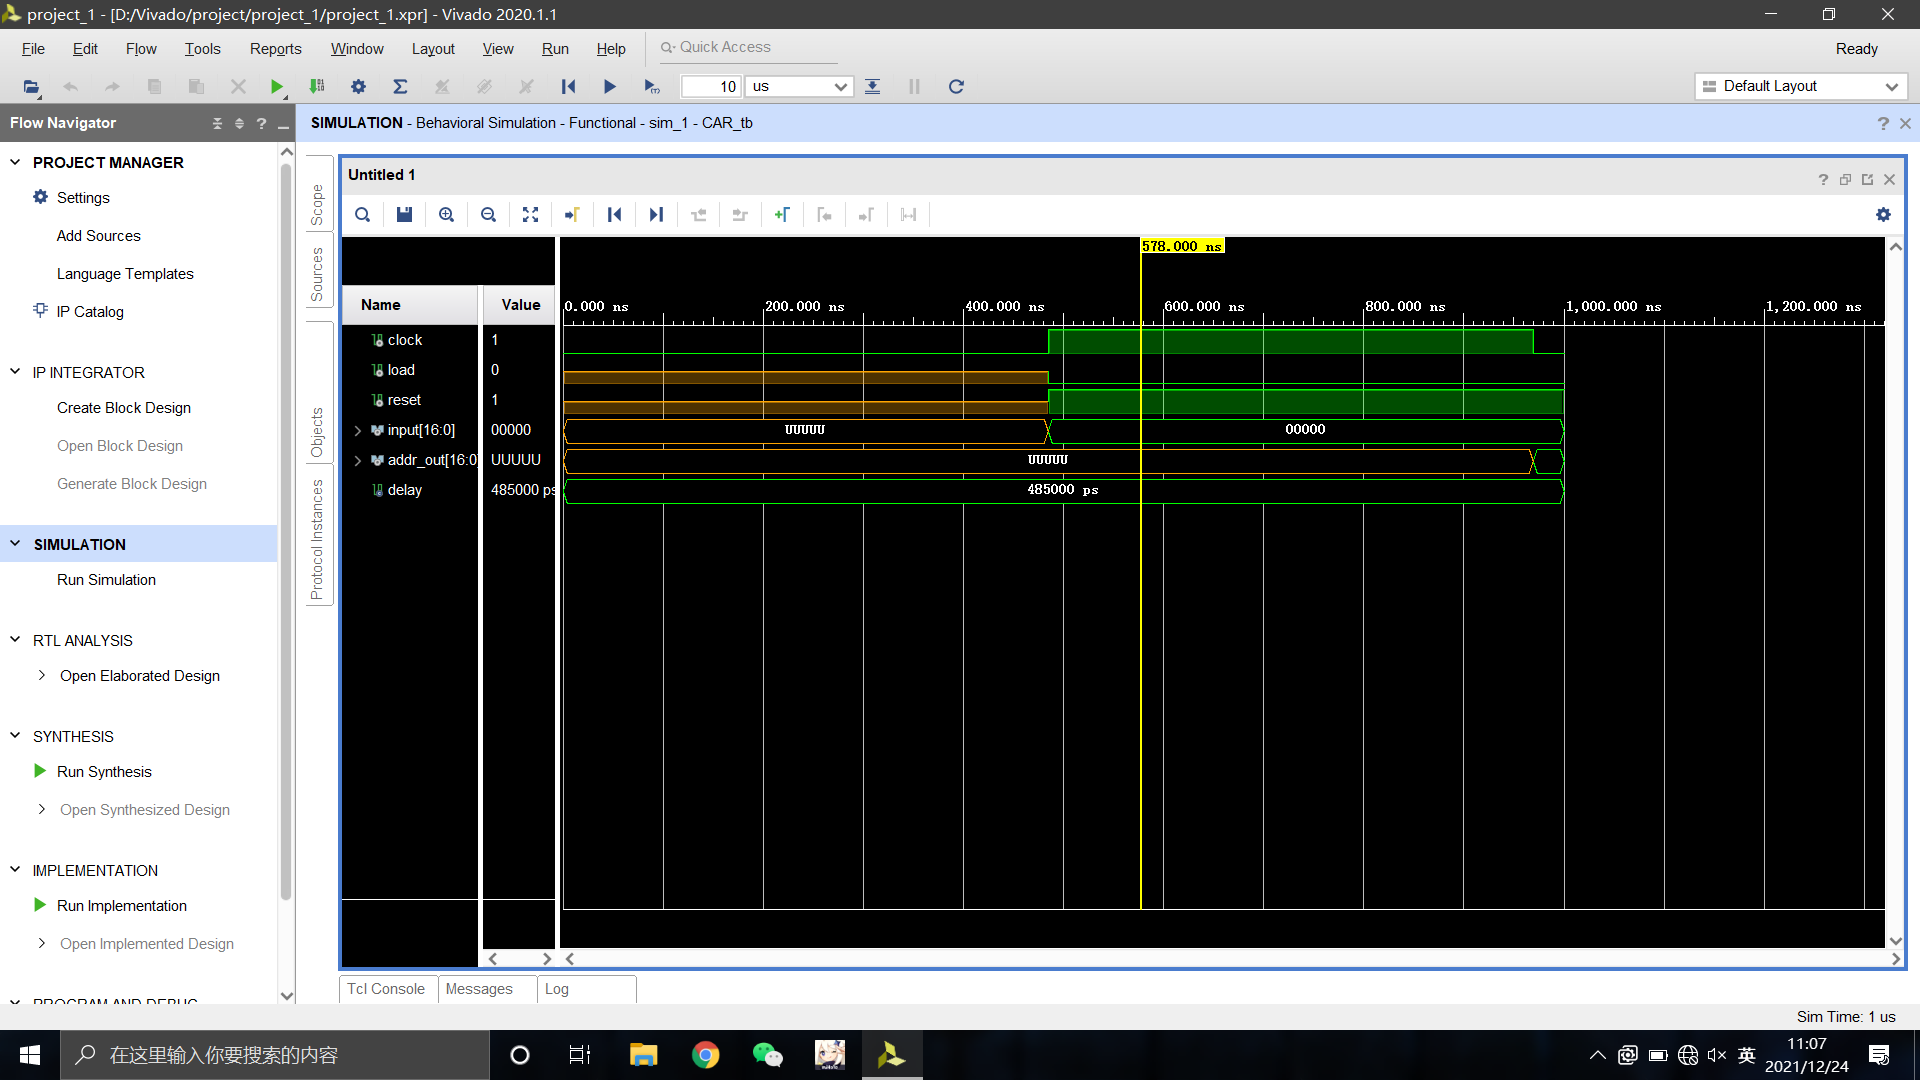 project_1 - [D:/Vivado/project/project_1/project_1.xpr] - Vivado 2020.1.1
File Edit Flow Tools Reports Window Layout View Run Help Quick Access Ready
10 us Default Layout
Flow Navigator
SIMULATION - Behavioral Simulation - Functional - sim_1 - CAR_tb
PROJECT MANAGER
Settings
Add Sources
Language Templates
IP Catalog
IP INTEGRATOR
Create Block Design
Open Block Design
Generate Block Design
SIMULATION
Run Simulation
RTL ANALYSIS
Open Elaborated Design
SYNTHESIS
Run Synthesis
Open Synthesized Design
IMPLEMENTATION
Run Implementation
Open Implemented Design
PROGRAM AND DEBUG
Scope
Sources
Objects
Protocol Instances
Untitled 1
578.000 ns
Name Value 0.000 ns 200.000 ns 400.000 ns 600.000 ns 800.000 ns 1,000.000 ns 1,200.000 ns
clock 1
load 0
reset 1
input[16:0] 00000 UUUUU 00000
addr_out[16:0] UUUUU UUUUU
delay 485000 ps 485000 ps
Tcl Console Messages Log
Sim Time: 1 us
在这里输入你要搜索的内容
英
11:07
2021/12/24